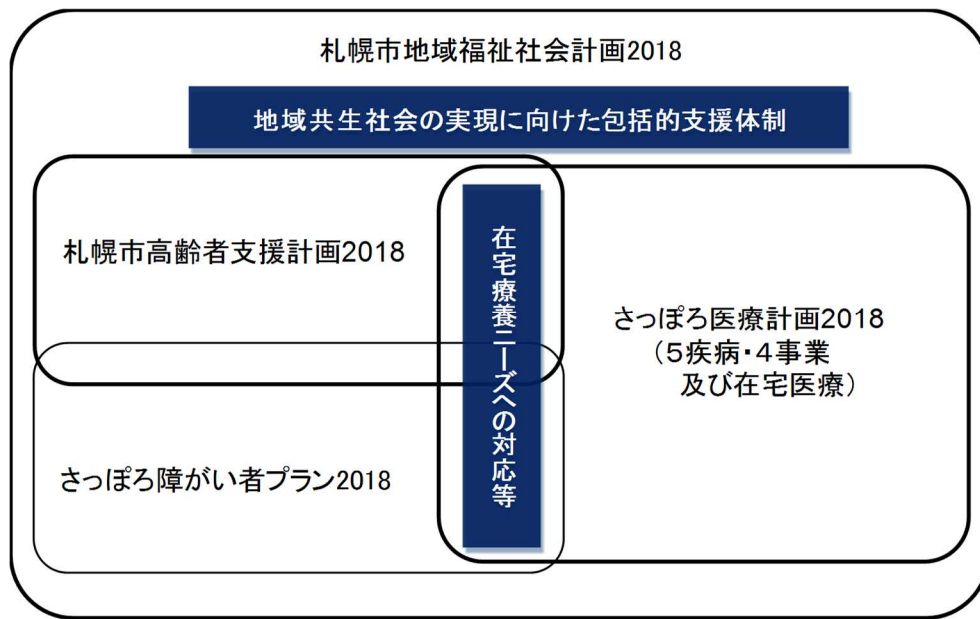 札幌市地域福祉社会計画2018
地域共生社会の実現に向けた包括的支援体制
札幌市高齢者支援計画2018
在宅療養ニーズへの対応等
さっぽろ医療計画2018
（５疾病・４事業
及び在宅医療）
さっぽろ障がい者プラン2018